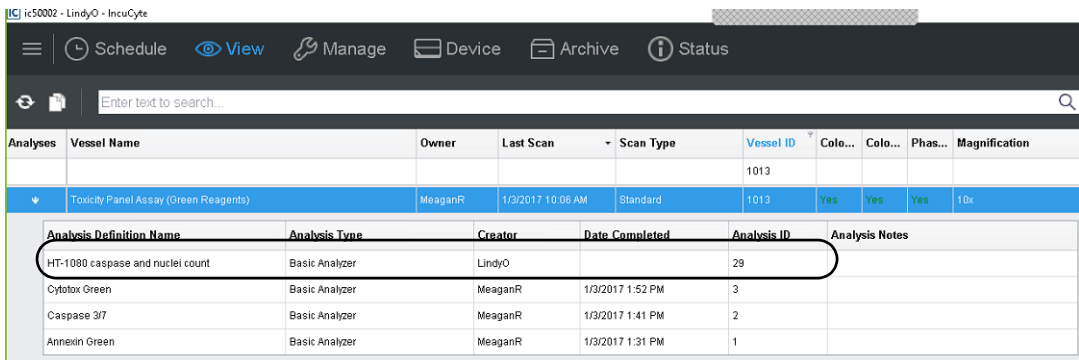 IC ic50002 - LindyO - IncuCyte
Schedule View Manage Device Archive Status
Enter text to search...
Analyses Vessel Name Owner Last Scan Scan Type Vessel ID Colo... Colo... Phas... Magnification
1013
Toxicity Panel Assay (Green Reagents) MeaganR 1/3/2017 10:06 AM Standard 1013 Yes Yes Yes 10x
Analysis Definition Name Analysis Type Creator Date Completed Analysis ID Analysis Notes
HT-1080 caspase and nuclei count Basic Analyzer LindyO 29
Cytotox Green Basic Analyzer MeaganR 1/3/2017 1:52 PM 3
Caspase 3/7 Basic Analyzer MeaganR 1/3/2017 1:41 PM 2
Annexin Green Basic Analyzer MeaganR 1/3/2017 1:31 PM 1